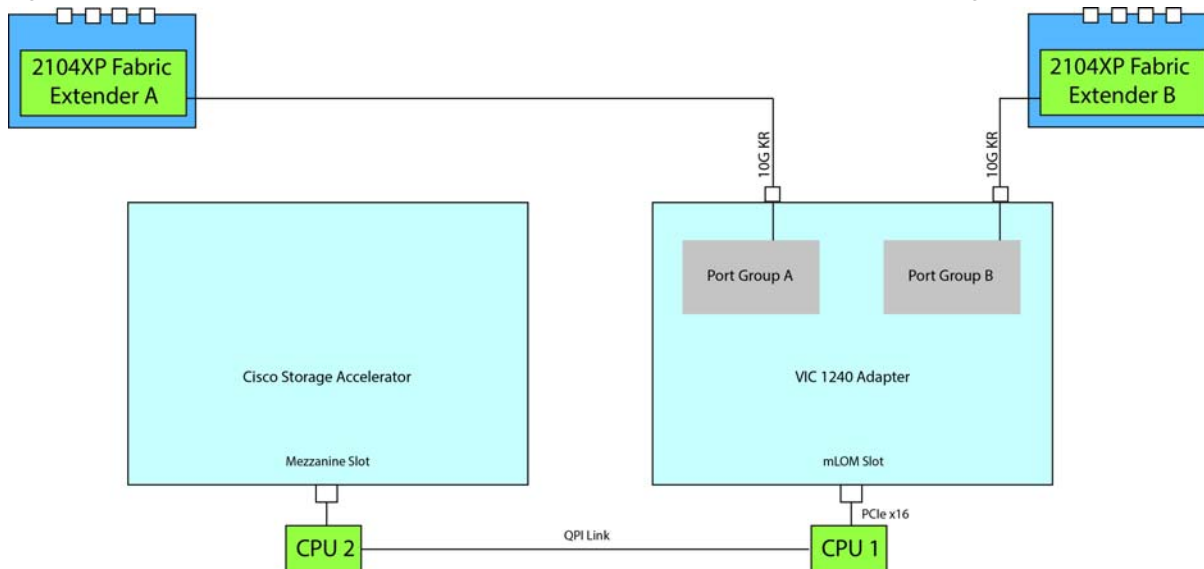 2104XP Fabric
Extender A
2104XP Fabric
Extender B
10G KR
10G KR
Port Group A
Port Group B
Cisco Storage Accelerator
VIC 1240 Adapter
Mezzanine Slot
mLOM Slot
PCIe x16
CPU 2
QPI Link
CPU 1